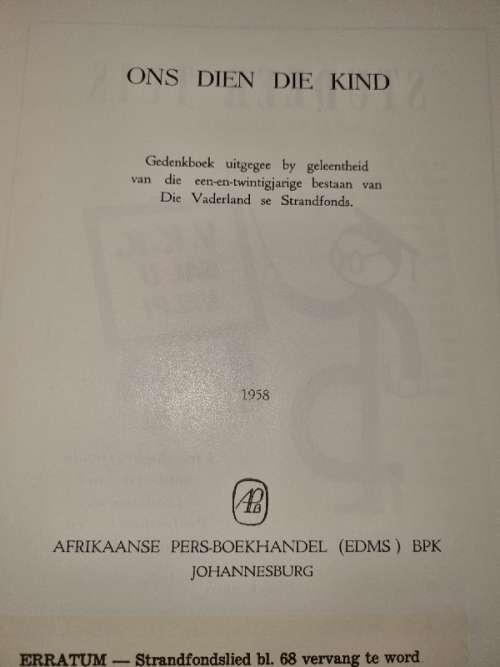 ONS DIEN DIE KIND
Gedenkboek uitgegee by geleentheid
van die een-en-twintigjarige bestaan van
Die Vaderland se Strandfonds.
1958
APB
AFRIKAANSE PERS-BOEKHANDEL (EDMS ) BPK
JOHANNESBURG
ERRATUM — Strandfondslied bl. 68 vervang te word